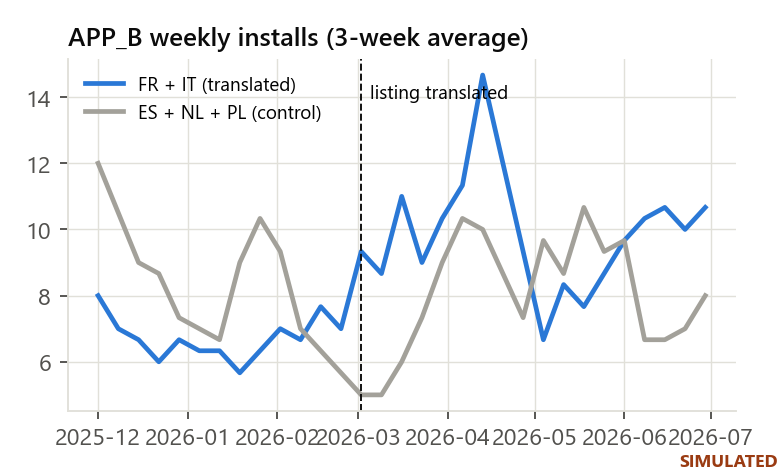 APP_B weekly installs (3-week average)
FR + IT (translated)
ES + NL + PL (control)
listing translated
14
12
10
8
6
2025-12 2026-01 2026-02 2026-03 2026-04 2026-05 2026-06 2026-07
SIMULATED